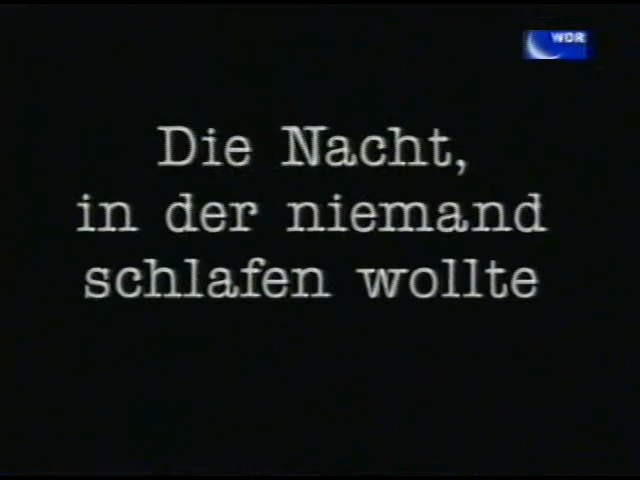 WDR
Die Nacht,
in der niemand
schlafen wollte